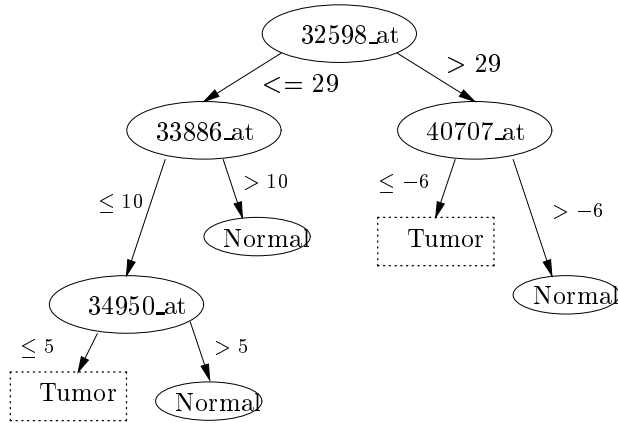 32598_at
<= 29
> 29
33886_at
40707_at
≤ 10
> 10
≤ −6
> −6
Normal
Tumor
34950_at
Normal
≤ 5
> 5
Tumor
Normal